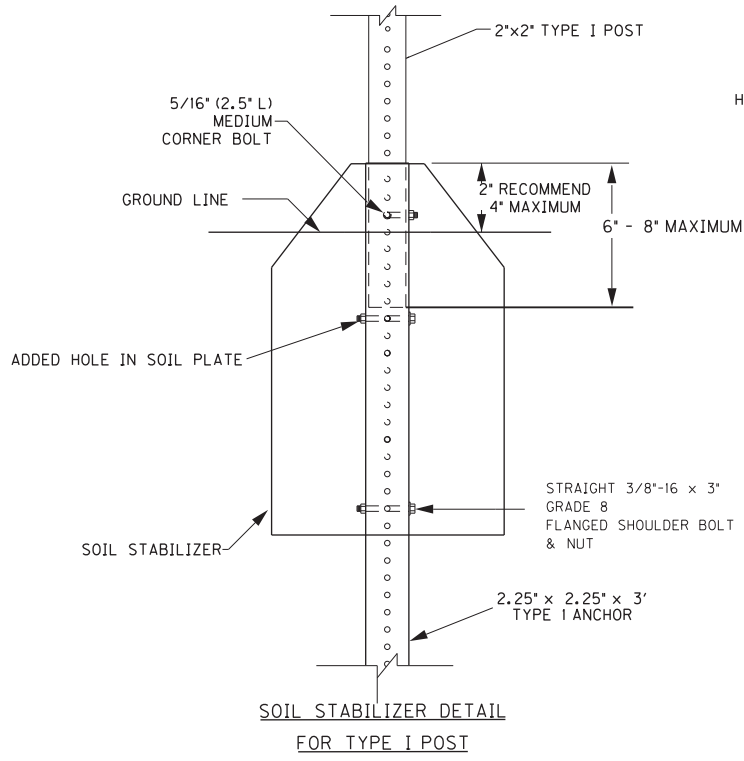 2"x2" TYPE I POST
H
5/16" (2.5" L)
MEDIUM
CORNER BOLT
GROUND LINE
2" RECOMMEND
4" MAXIMUM
6" - 8" MAXIMUM
ADDED HOLE IN SOIL PLATE
STRAIGHT 3/8"-16 x 3"
GRADE 8
FLANGED SHOULDER BOLT
& NUT
SOIL STABILIZER
2.25" x 2.25" x 3'
TYPE 1 ANCHOR
SOIL STABILIZER DETAIL
FOR TYPE I POST